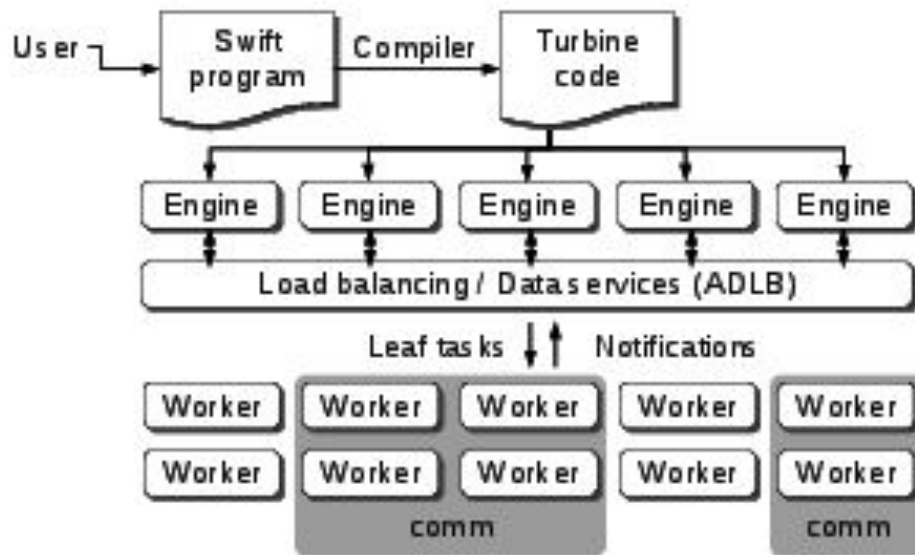 User
Swift
program
Compiler
Turbine
code
Engine Engine Engine Engine Engine
Load balancing / Data services (ADLB)
Leaf tasks Notifications
Worker Worker Worker Worker Worker
Worker Worker Worker Worker Worker
comm comm